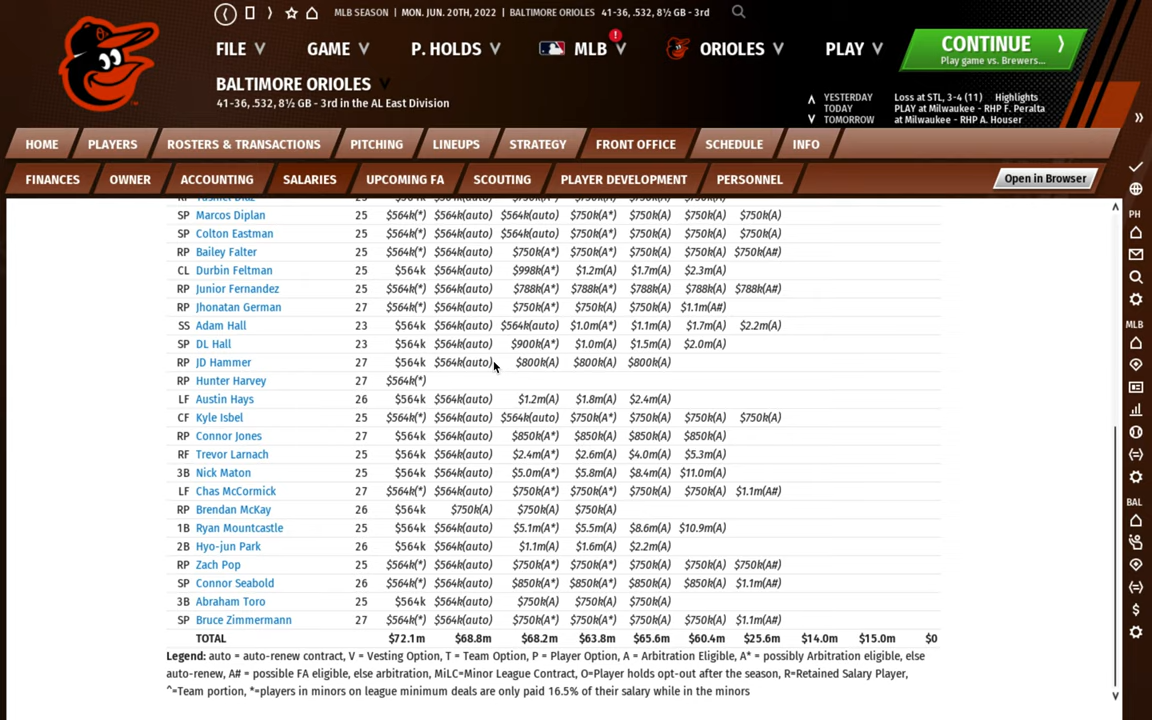 MLB SEASON | MON. JUN. 20TH, 2022 | BALTIMORE ORIOLES 41-36, .532, 8½ GB - 3rd
FILE GAME P. HOLDS MLB ! ORIOLES PLAY
CONTINUE
Play game vs. Brewers...
BALTIMORE ORIOLES
41-36, .532, 8½ GB - 3rd in the AL East Division
YESTERDAY Loss at STL, 3-4 (11) Highlights
TODAY PLAY at Milwaukee - RHP F. Peralta
TOMORROW at Milwaukee - RHP A. Houser
HOME PLAYERS ROSTERS & TRANSACTIONS PITCHING LINEUPS STRATEGY FRONT OFFICE SCHEDULE INFO
FINANCES OWNER ACCOUNTING SALARIES UPCOMING FA SCOUTING PLAYER DEVELOPMENT PERSONNEL Open in Browser
SP Marcos Diplan 25 $564k(*) $564k(auto) $564k(auto) $750k(A*) $750k(A) $750k(A) $750k(A)
SP Colton Eastman 25 $564k(*) $564k(auto) $564k(auto) $750k(A*) $750k(A) $750k(A) $750k(A)
RP Bailey Falter 25 $564k(*) $564k(auto) $750k(A*) $750k(A*) $750k(A) $750k(A) $750k(A#)
CL Durbin Feltman 25 $564k $564k(auto) $998k(A*) $1.2m(A) $1.7m(A) $2.3m(A)
RP Junior Fernandez 25 $564k(*) $564k(auto) $788k(A*) $788k(A*) $788k(A) $788k(A) $788k(A#)
RP Jhonatan German 27 $564k(*) $564k(auto) $750k(A*) $750k(A) $750k(A) $1.1m(A#)
SS Adam Hall 23 $564k $564k(auto) $564k(auto) $1.0m(A*) $1.1m(A) $1.7m(A) $2.2m(A)
SP DL Hall 23 $564k $564k(auto) $900k(A*) $1.0m(A) $1.5m(A) $2.0m(A)
RP JD Hammer 27 $564k $564k(auto) $800k(A) $800k(A) $800k(A)
RP Hunter Harvey 27 $564k(*)
LF Austin Hays 26 $564k $564k(auto) $1.2m(A) $1.8m(A) $2.4m(A)
CF Kyle Isbel 25 $564k(*) $564k(auto) $564k(auto) $750k(A*) $750k(A) $750k(A) $750k(A)
RP Connor Jones 27 $564k $564k(auto) $850k(A*) $850k(A) $850k(A) $850k(A)
RF Trevor Larnach 25 $564k $564k(auto) $2.4m(A*) $2.6m(A) $4.0m(A) $5.3m(A)
3B Nick Maton 25 $564k $564k(auto) $5.0m(A*) $5.8m(A) $8.4m(A) $11.0m(A)
LF Chas McCormick 27 $564k(*) $564k(auto) $750k(A*) $750k(A*) $750k(A) $750k(A) $1.1m(A#)
RP Brendan McKay 26 $564k $750k(A) $750k(A) $750k(A)
1B Ryan Mountcastle 25 $564k $564k(auto) $5.1m(A*) $5.5m(A) $8.6m(A) $10.9m(A)
2B Hyo-jun Park 26 $564k $564k(auto) $1.1m(A) $1.6m(A) $2.2m(A)
RP Zach Pop 25 $564k(*) $564k(auto) $750k(A*) $750k(A*) $750k(A) $750k(A) $750k(A#)
SP Connor Seabold 26 $564k(*) $564k(auto) $850k(A*) $850k(A*) $850k(A) $850k(A) $1.1m(A#)
3B Abraham Toro 25 $564k $564k(auto) $750k(A) $750k(A) $750k(A)
SP Bruce Zimmermann 27 $564k(*) $564k(auto) $750k(A*) $750k(A*) $750k(A) $750k(A) $1.1m(A#)
TOTAL $72.1m $68.8m $68.2m $63.8m $65.6m $60.4m $25.6m $14.0m $15.0m $0
Legend: auto = auto-renew contract, V = Vesting Option, T = Team Option, P = Player Option, A = Arbitration Eligible, A* = possibly Arbitration eligible, else
auto-renew, A# = possible FA eligible, else arbitration, MiLC=Minor League Contract, O=Player holds opt-out after the season, R=Retained Salary Player,
^=Team portion, *=players in minors on league minimum deals are only paid 16.5% of their salary while in the minors
PH
MLB
BAL